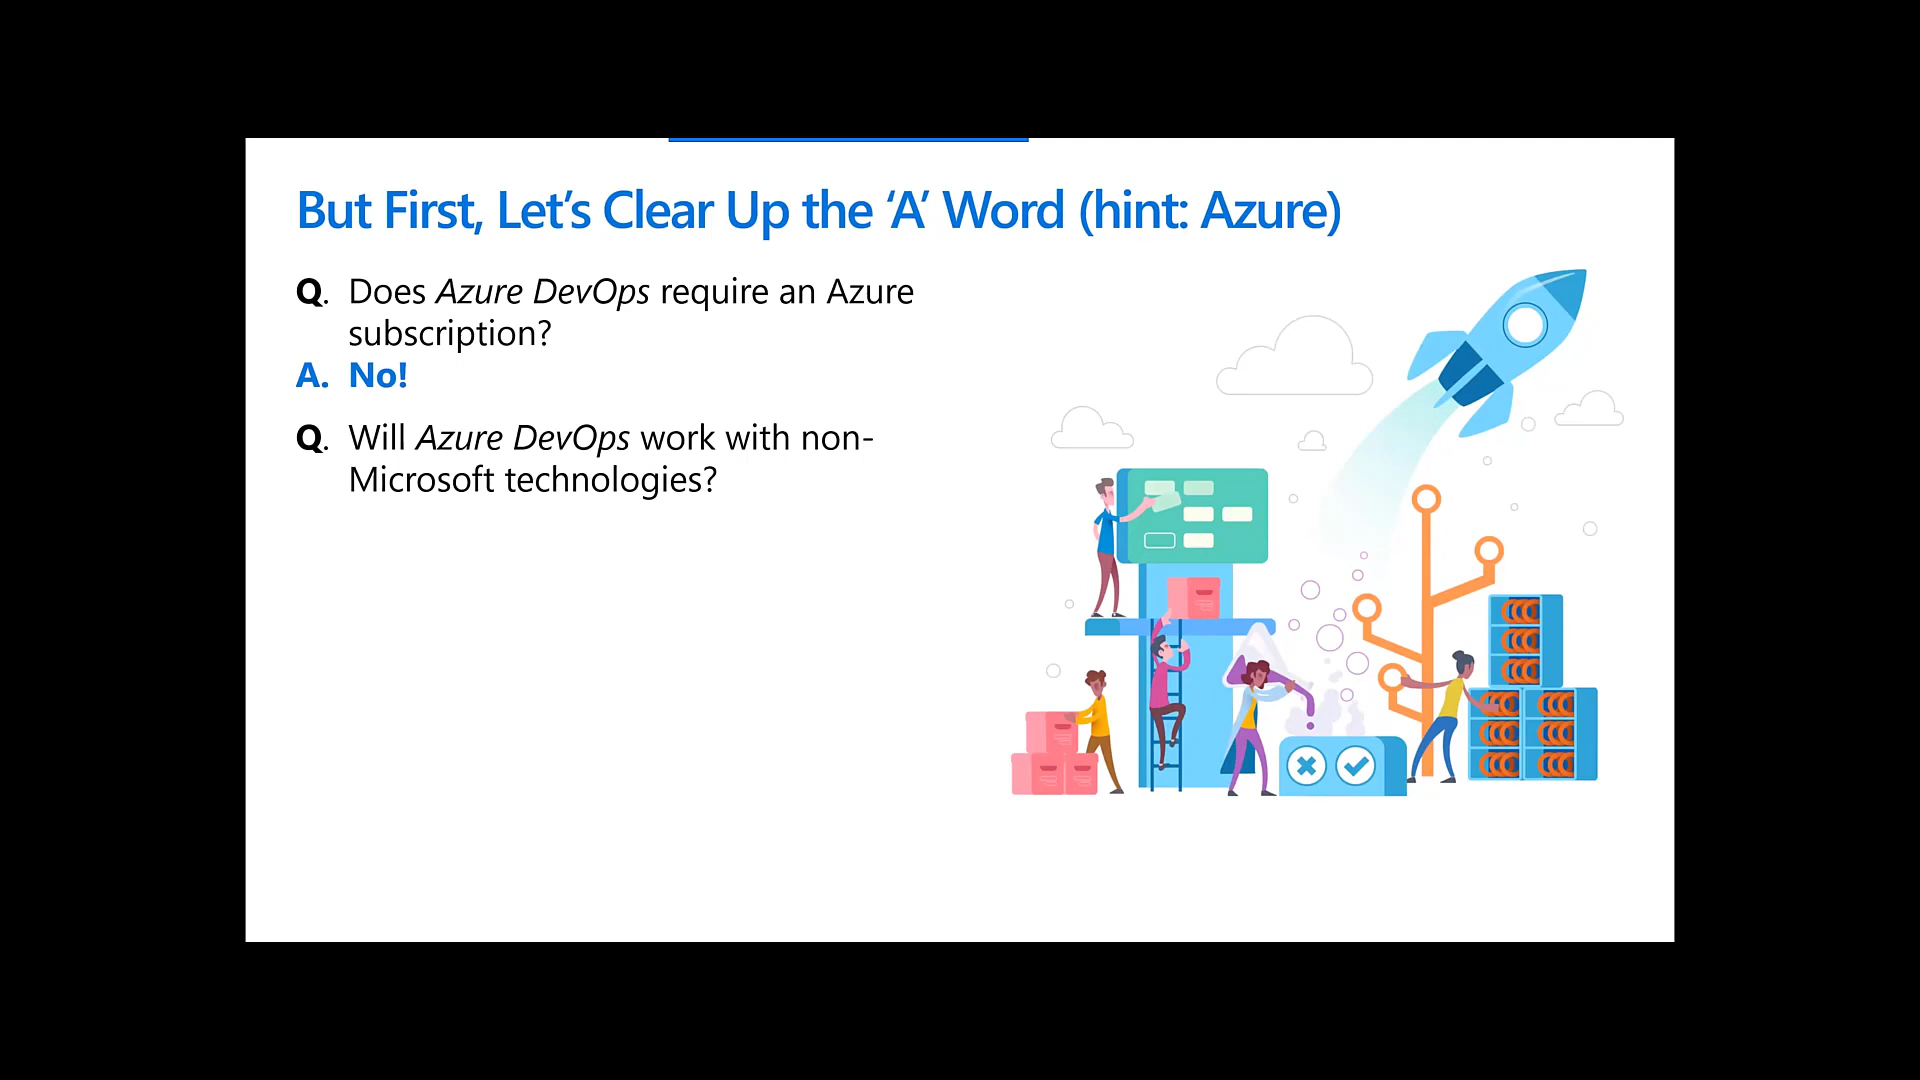 But First, Let’s Clear Up the ‘A’ Word (hint: Azure)
Q. Does Azure DevOps require an Azure
subscription?
A. No!
Q. Will Azure DevOps work with non-
Microsoft technologies?